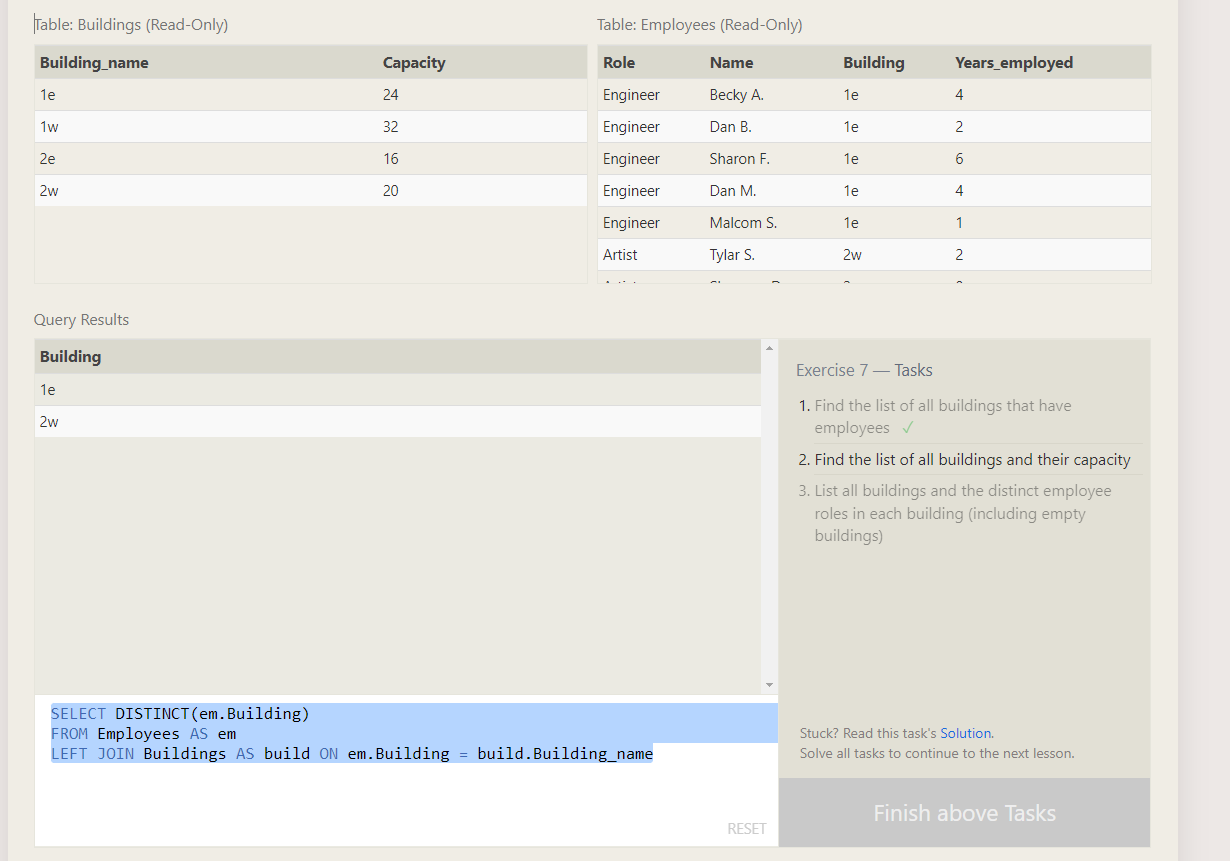 Table: Buildings (Read-Only)
Building_name Capacity
1e 24
1w 32
2e 16
2w 20
Table: Employees (Read-Only)
Role Name Building Years_employed
Engineer Becky A. 1e 4
Engineer Dan B. 1e 2
Engineer Sharon F. 1e 6
Engineer Dan M. 1e 4
Engineer Malcom S. 1e 1
Artist Tylar S. 2w 2
Query Results
Building
1e
2w
SELECT DISTINCT(em.Building)
FROM Employees AS em
LEFT JOIN Buildings AS build ON em.Building = build.Building_name
RESET
Exercise 7 — Tasks
1. Find the list of all buildings that have
employees ✓
2. Find the list of all buildings and their capacity
3. List all buildings and the distinct employee
roles in each building (including empty
buildings)
Stuck? Read this task's Solution.
Solve all tasks to continue to the next lesson.
Finish above Tasks